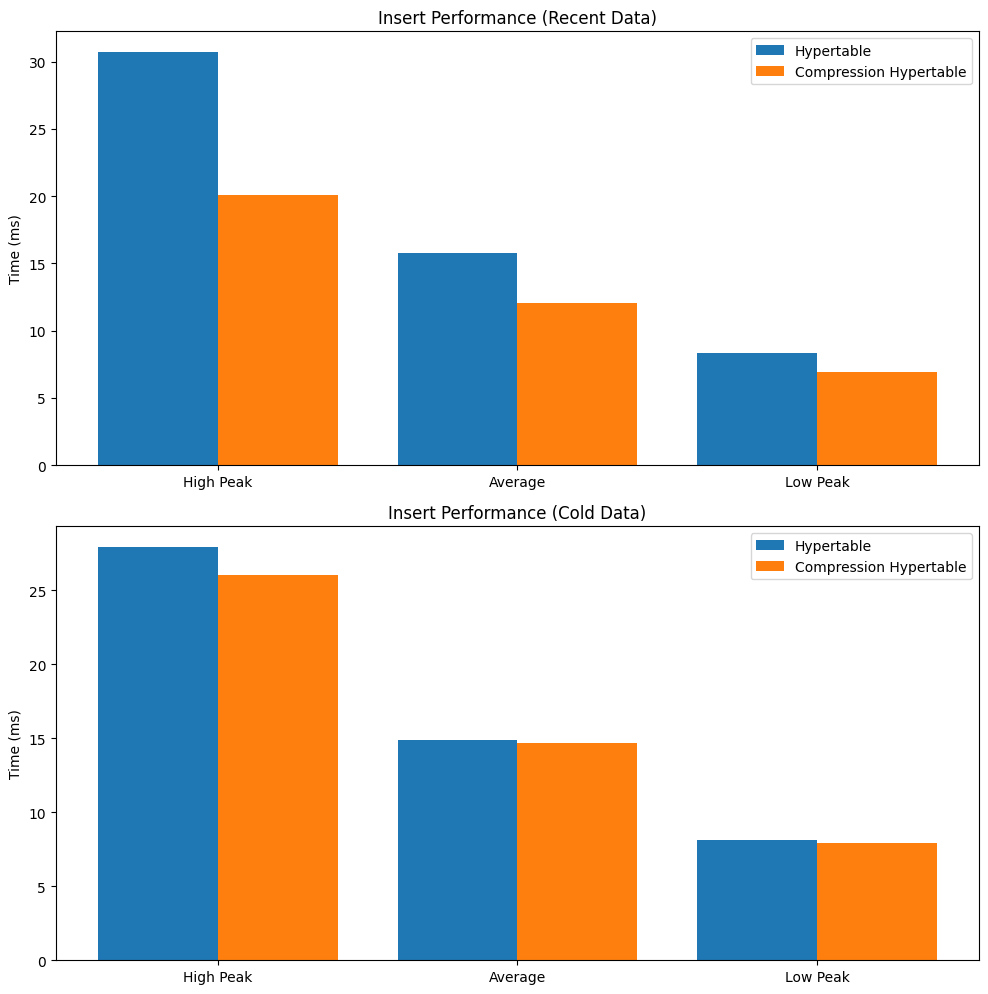 Insert Performance (Recent Data)
Hypertable
Compression Hypertable
Time (ms)
30
25
20
15
10
5
0
High Peak
Average
Low Peak
Insert Performance (Cold Data)
Hypertable
Compression Hypertable
Time (ms)
25
20
15
10
5
0
High Peak
Average
Low Peak